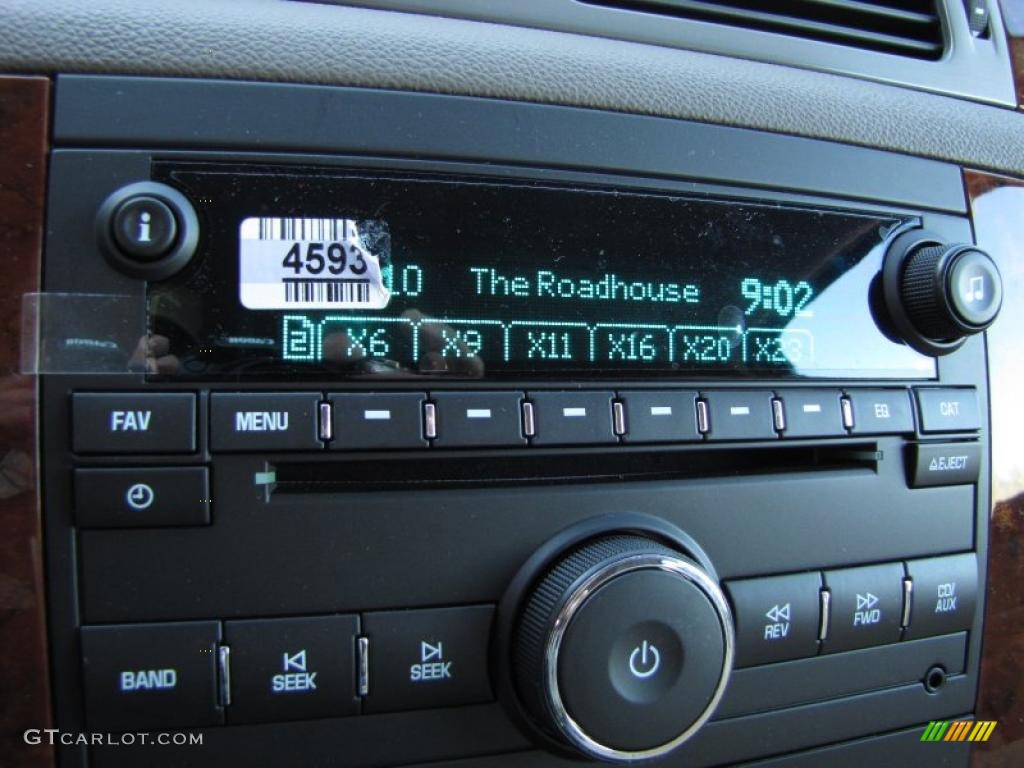 i
4593
10 The Roadhouse 9:02
2 X6 X9 X11 X16 X20 X23
FAV MENU EQ CAT
EJECT
BAND SEEK SEEK REV FWD CD/AUX
GTCARLOT.COM